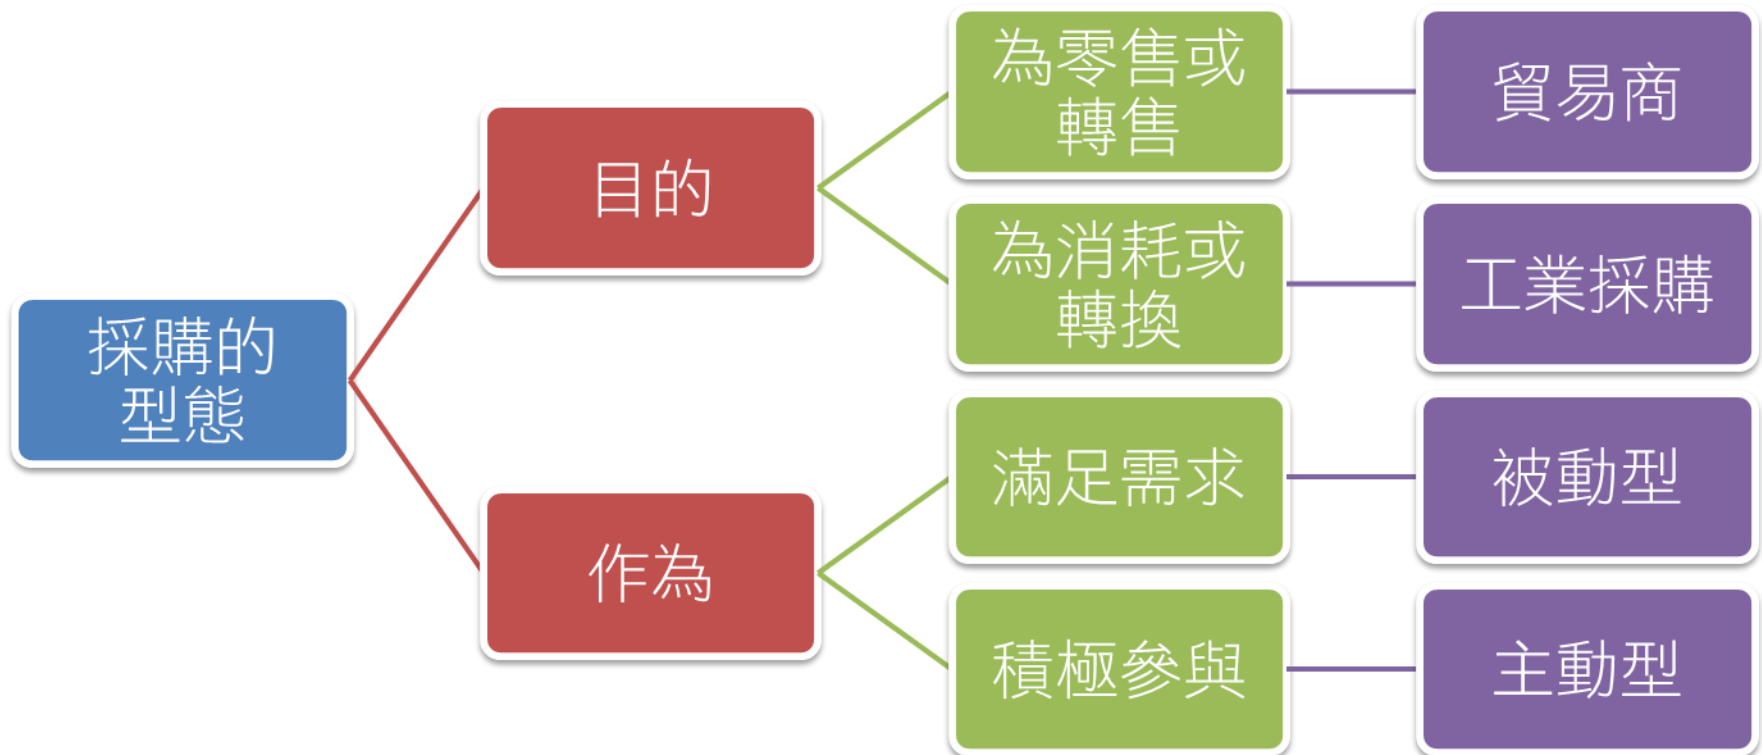 採購的
型態
目的
為零售或
轉售
貿易商
為消耗或
轉換
工業採購
作為
滿足需求
被動型
積極參與
主動型